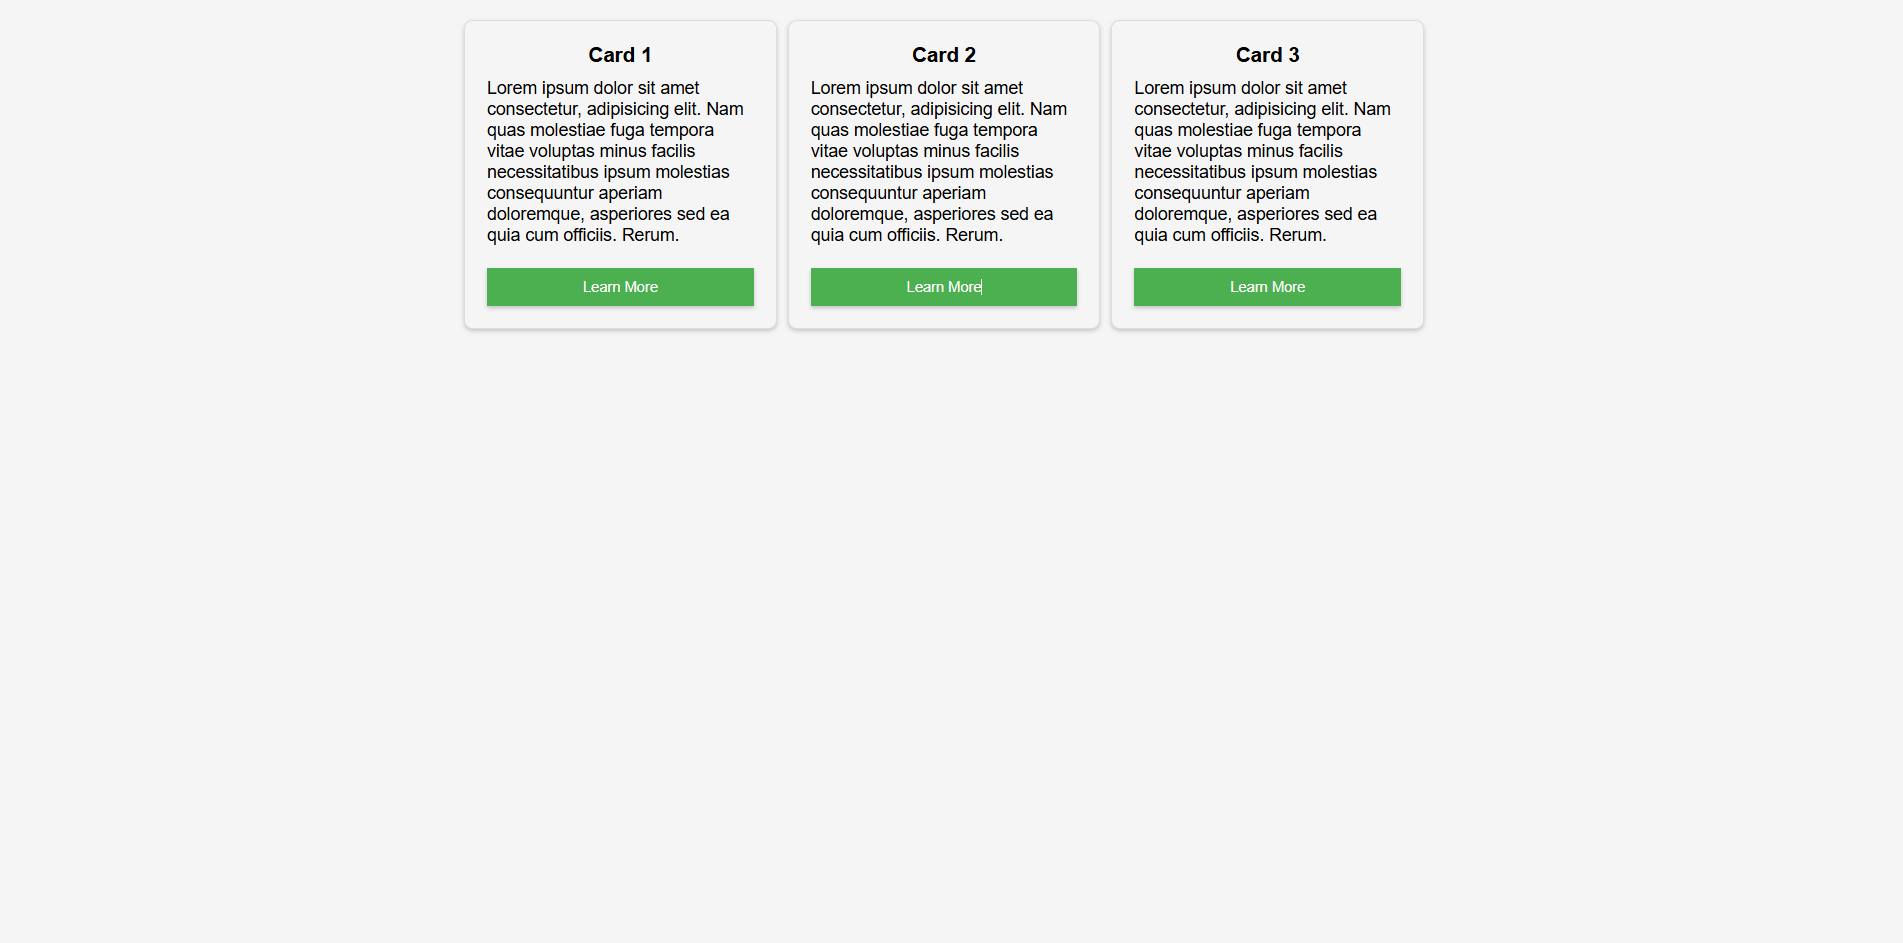 Card 1
Lorem ipsum dolor sit amet
consectetur, adipisicing elit. Nam
quas molestiae fuga tempora
vitae voluptas minus facilis
necessitatibus ipsum molestias
consequuntur aperiam
doloremque, asperiores sed ea
quia cum officiis. Rerum.
Learn More
Card 2
Lorem ipsum dolor sit amet
consectetur, adipisicing elit. Nam
quas molestiae fuga tempora
vitae voluptas minus facilis
necessitatibus ipsum molestias
consequuntur aperiam
doloremque, asperiores sed ea
quia cum officiis. Rerum.
Learn More
Card 3
Lorem ipsum dolor sit amet
consectetur, adipisicing elit. Nam
quas molestiae fuga tempora
vitae voluptas minus facilis
necessitatibus ipsum molestias
consequuntur aperiam
doloremque, asperiores sed ea
quia cum officiis. Rerum.
Learn More